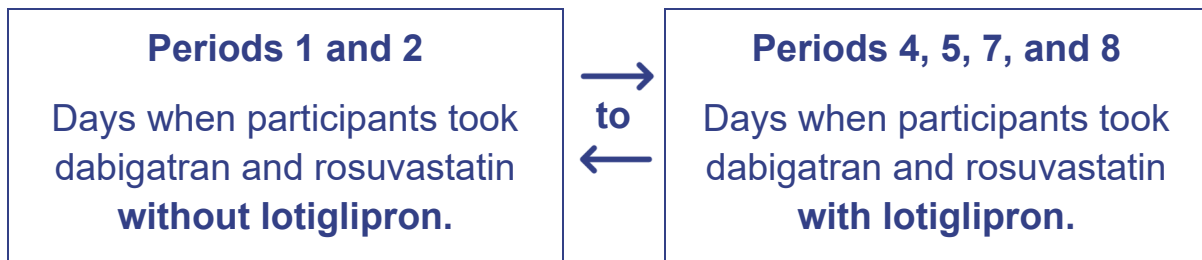 Periods 1 and 2
Days when participants took
dabigatran and rosuvastatin
without lotiglipron.
to
Periods 4, 5, 7, and 8
Days when participants took
dabigatran and rosuvastatin
with lotiglipron.